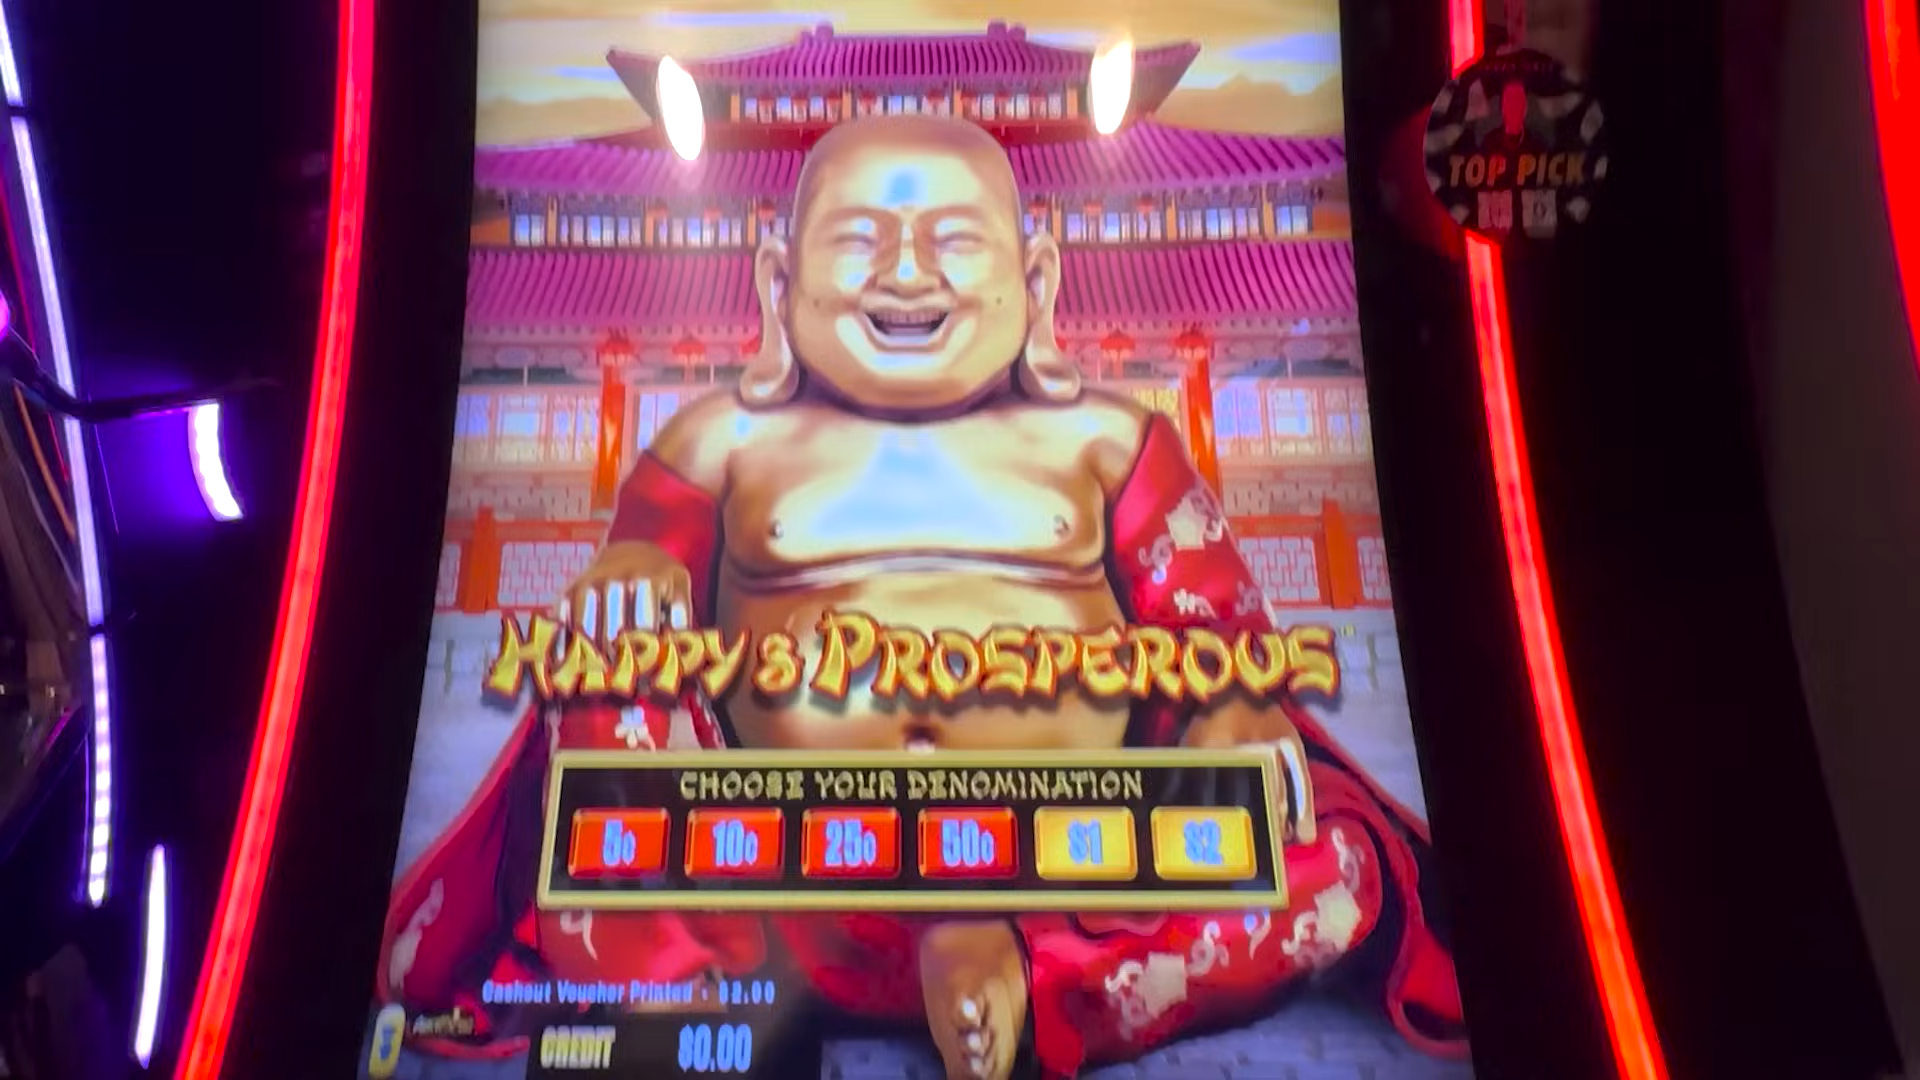 TOP PICK
HAPPY & PROSPEROUS
CHOOSE YOUR DENOMINATION
5¢ 10¢ 25¢ 50¢ $1 $2
Cashout Voucher Printed - $2.00
CREDIT $0.00